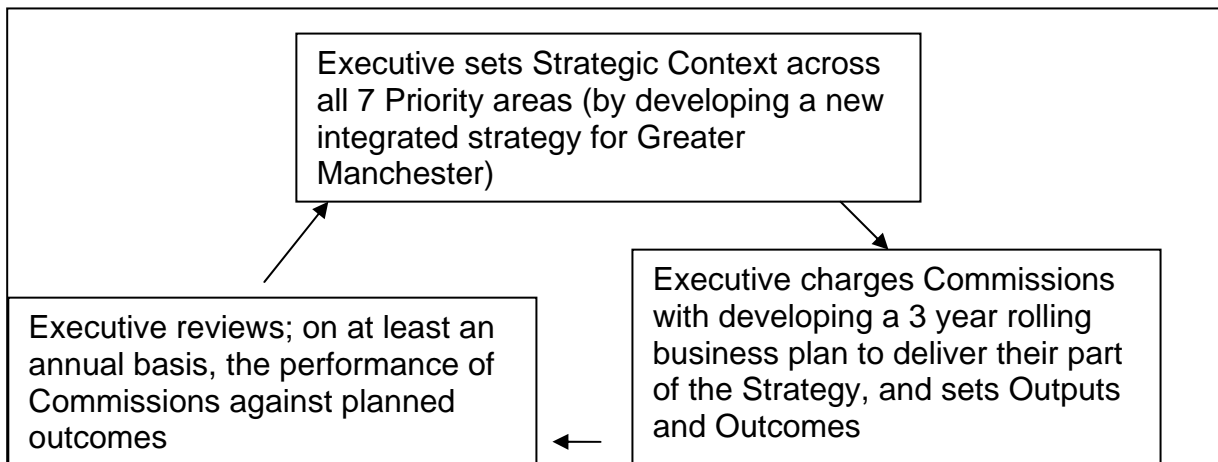 Executive sets Strategic Context across
all 7 Priority areas (by developing a new
integrated strategy for Greater
Manchester)
Executive charges Commissions
with developing a 3 year rolling
business plan to deliver their part
of the Strategy, and sets Outputs
and Outcomes
Executive reviews; on at least an
annual basis, the performance of
Commissions against planned
outcomes